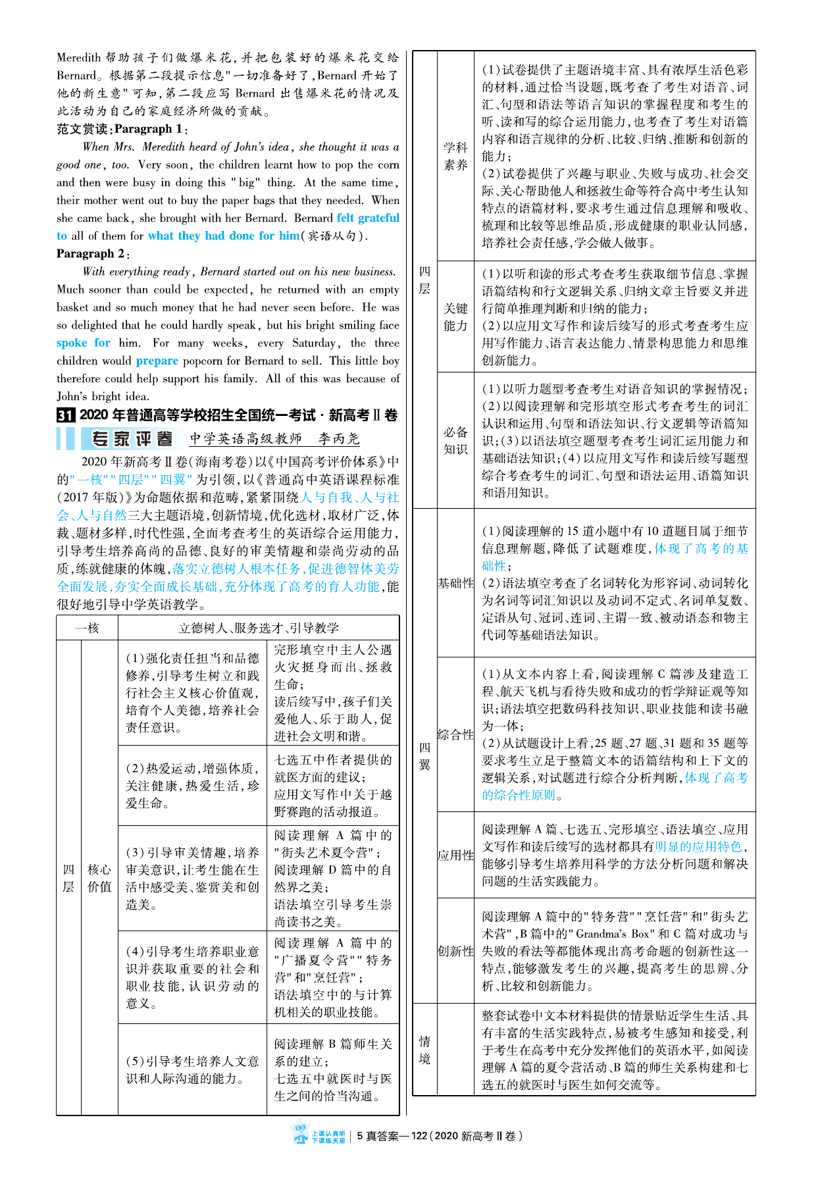 Meredith 帮助孩子们做爆米花,并把包装好的爆米花交给
Bernard。根据第二段提示信息"一切准备好了,Bernard 开始了
他的新生意"可知,第二段应写 Bernard 出售爆米花的情况及
此活动为自己的家庭经济所做的贡献。
范文赏读:Paragraph 1:
When Mrs. Meredith heard of John's idea, she thought it was a
good one, too. Very soon, the children learnt how to pop the corn
and then were busy in doing this "big" thing. At the same time,
their mother went out to buy the paper bags that they needed. When
she came back, she brought with her Bernard. Bernard felt grateful
to all of them for what they had done for him(宾语从句).
Paragraph 2:
With everything ready, Bernard started out on his new business.
Much sooner than could be expected, he returned with an empty
basket and so much money that he had never seen before. He was
so delighted that he could hardly speak, but his bright smiling face
spoke for him. For many weeks, every Saturday, the three
children would prepare popcorn for Bernard to sell. This little boy
therefore could help support his family. All of this was because of
John's bright idea.
31 2020 年普通高等学校招生全国统一考试·新高考Ⅱ卷
专家评卷 中学英语高级教师 李丙尧
2020 年新高考Ⅱ卷(海南考卷)以《中国高考评价体系》中
的"一核""四层""四翼"为引领,以《普通高中英语课程标准
(2017 年版)》为命题依据和范畴,紧紧围绕人与自我、人与社
会、人与自然三大主题语境,创新情境,优化选材,取材广泛,体
裁、题材多样,时代性强,全面考查考生的英语综合运用能力,
引导考生培养高尚的品德、良好的审美情趣和崇尚劳动的品
质,练就健康的体魄,落实立德树人根本任务,促进德智体美劳
全面发展,夯实全面成长基础,充分体现了高考的育人功能,能
很好地引导中学英语教学。
一核 立德树人、服务选才、引导教学
四
层
核心
价值
(1)强化责任担当和品德
修养,引导考生树立和践
行社会主义核心价值观,
培育个人美德,培养社会
责任意识。
完形填空中主人公遇
火灾挺身而出、拯救
生命;
读后续写中,孩子们关
爱他人、乐于助人,促
进社会文明和谐。
(2)热爱运动,增强体质,
关注健康,热爱生活,珍
爱生命。
七选五中作者提供的
就医方面的建议;
应用文写作中关于越
野赛跑的活动报道。
(3)引导审美情趣,培养
审美意识,让考生能在生
活中感受美、鉴赏美和创
造美。
阅读理解 A 篇中的
"街头艺术夏令营";
阅读理解 D 篇中的自
然界之美;
语法填空引导考生崇
尚读书之美。
(4)引导考生培养职业意
识并获取重要的社会和
职业技能,认识劳动的
意义。
阅读理解 A 篇中的
"广播夏令营""特务
营"和"烹饪营";
语法填空中的与计算
机相关的职业技能。
(5)引导考生培养人文意
识和人际沟通的能力。
阅读理解 B 篇师生关
系的建立;
七选五中就医时与医
生之间的恰当沟通。
四
层
学科
素养
(1)试卷提供了主题语境丰富、具有浓厚生活色彩
的材料,通过恰当设题,既考查了考生对语音、词
汇、句型和语法等语言知识的掌握程度和考生的
听、读和写的综合运用能力,也考查了考生对语篇
内容和语言规律的分析、比较、归纳、推断和创新的
能力;
(2)试卷提供了兴趣与职业、失败与成功、社会交
际、关心帮助他人和拯救生命等符合高中考生认知
特点的语篇材料,要求考生通过信息理解和吸收、
梳理和比较等思维品质,形成健康的职业认同感,
培养社会责任感,学会做人做事。
关键
能力
(1)以听和读的形式考查考生获取细节信息、掌握
语篇结构和行文逻辑关系、归纳文章主旨要义并进
行简单推理判断和归纳的能力;
(2)以应用文写作和读后续写的形式考查考生应
用写作能力、语言表达能力、情景构思能力和思维
创新能力。
必备
知识
(1)以听力题型考查考生对语音知识的掌握情况;
(2)以阅读理解和完形填空形式考查考生的词汇
认识和运用、句型和语法知识、行文逻辑等语篇知
识;(3)以语法填空题型考查考生词汇运用能力和
基础语法知识;(4)以应用文写作和读后续写题型
综合考查考生的词汇、句型和语法运用、语篇知识
和语用知识。
四
翼
基础性
(1)阅读理解的 15 道小题中有 10 道题目属于细节
信息理解题,降低了试题难度,体现了高考的基
础性;
(2)语法填空考查了名词转化为形容词、动词转化
为名词等词汇知识以及动词不定式、名词单复数、
定语从句、冠词、连词、主谓一致、被动语态和物主
代词等基础语法知识。
综合性
(1)从文本内容上看,阅读理解 C 篇涉及建造工
程、航天飞机与看待失败和成功的哲学辩证观等知
识;语法填空把数码科技知识、职业技能和读书融
为一体;
(2)从试题设计上看,25 题、27 题、31 题和 35 题等
要求考生立足于整篇文本的语篇结构和上下文的
逻辑关系,对试题进行综合分析判断,体现了高考
的综合性原则。
应用性
阅读理解 A 篇、七选五、完形填空、语法填空、应用
文写作和读后续写的选材都具有明显的应用特色,
能够引导考生培养用科学的方法分析问题和解决
问题的生活实践能力。
创新性
阅读理解 A 篇中的"特务营""烹饪营"和"街头艺
术营",B 篇中的"Grandma's Box"和 C 篇对成功与
失败的看法等都能体现出高考命题的创新性这一
特点,能够激发考生的兴趣,提高考生的思辨、分
析、比较和创新能力。
情
境
整套试卷中文本材料提供的情景贴近学生生活、具
有丰富的生活实践特点,易被考生感知和接受,利
于考生在高考中充分发挥他们的英语水平,如阅读
理解 A 篇的夏令营活动、B 篇的师生关系构建和七
选五的就医时与医生如何交流等。
上课认真听
下课练天星
5 真答案—122(2020 新高考Ⅱ卷)